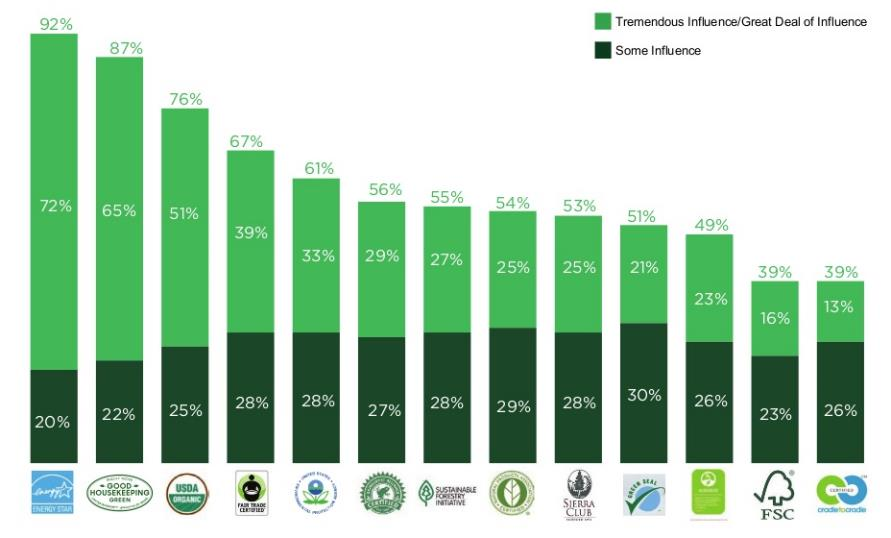 92%
87%
76%
67%
61%
56%
55%
54%
53%
51%
49%
39%
39%
Tremendous Influence/Great Deal of Influence
Some Influence
72%
65%
51%
39%
33%
29%
27%
25%
25%
21%
23%
16%
13%
20%
22%
25%
28%
28%
27%
28%
29%
28%
30%
26%
23%
26%
energy
ENERGY STAR
GOOD
HOUSEKEEPING
GREEN
USDA
ORGANIC
FAIR TRADE
CERTIFIED
UNITED STATES
SUSTAINABLE
FORESTRY
INITIATIVE
SIERRA
CLUB
GREEN SEAL
FSC
®
CERTIFIED
cradletocradle